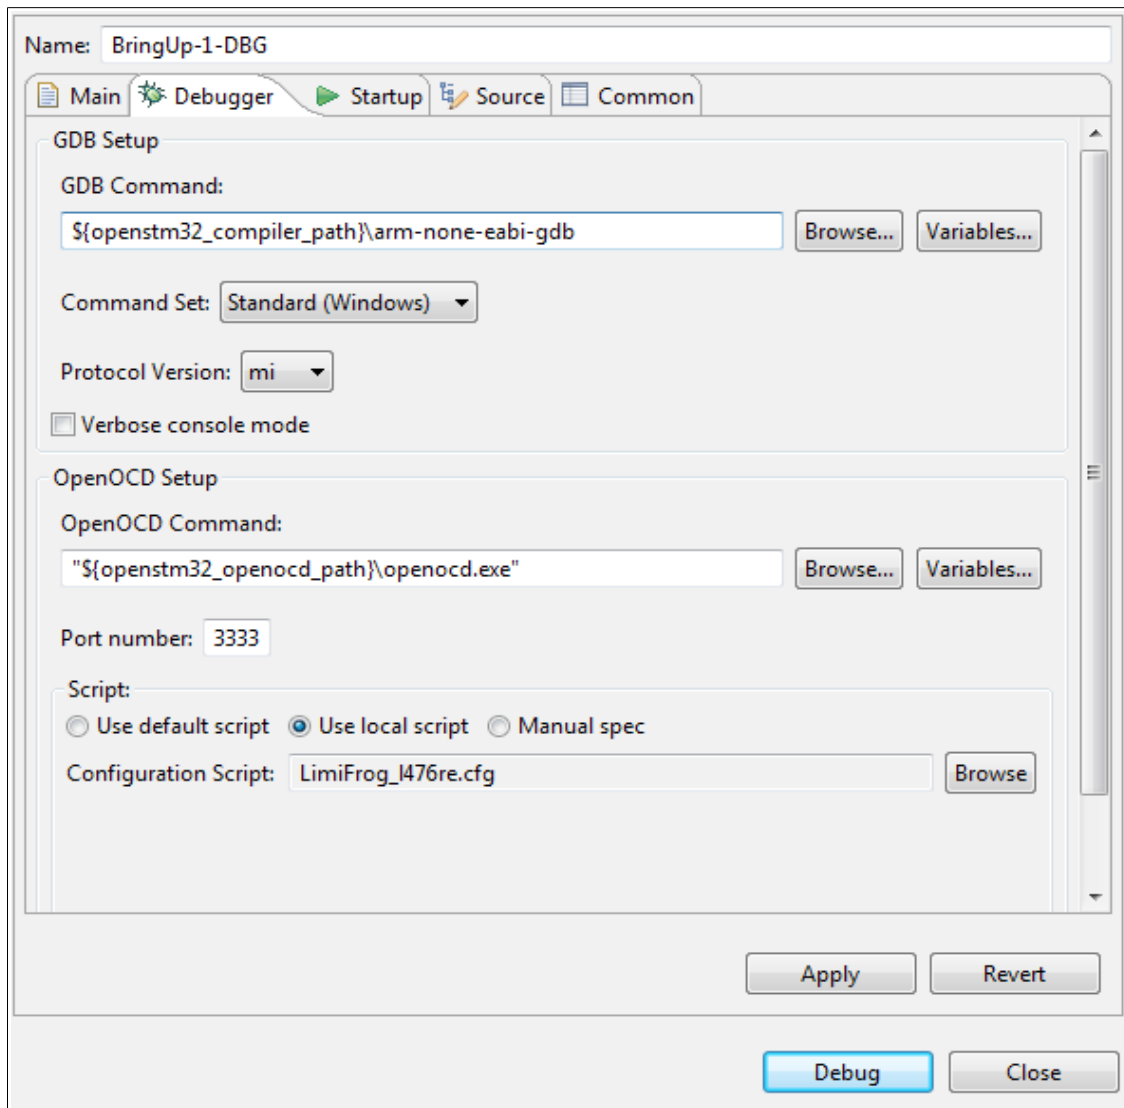 Name: BringUp-1-DBG
Main Debugger Startup Source Common
GDB Setup
GDB Command:
${openstm32_compiler_path}\arm-none-eabi-gdb Browse... Variables...
Command Set: Standard (Windows)
Protocol Version: mi
Verbose console mode
OpenOCD Setup
OpenOCD Command:
"${openstm32_openocd_path}\openocd.exe" Browse... Variables...
Port number: 3333
Script:
Use default script Use local script Manual spec
Configuration Script: LimiFrog_l476re.cfg Browse
Apply Revert
Debug Close